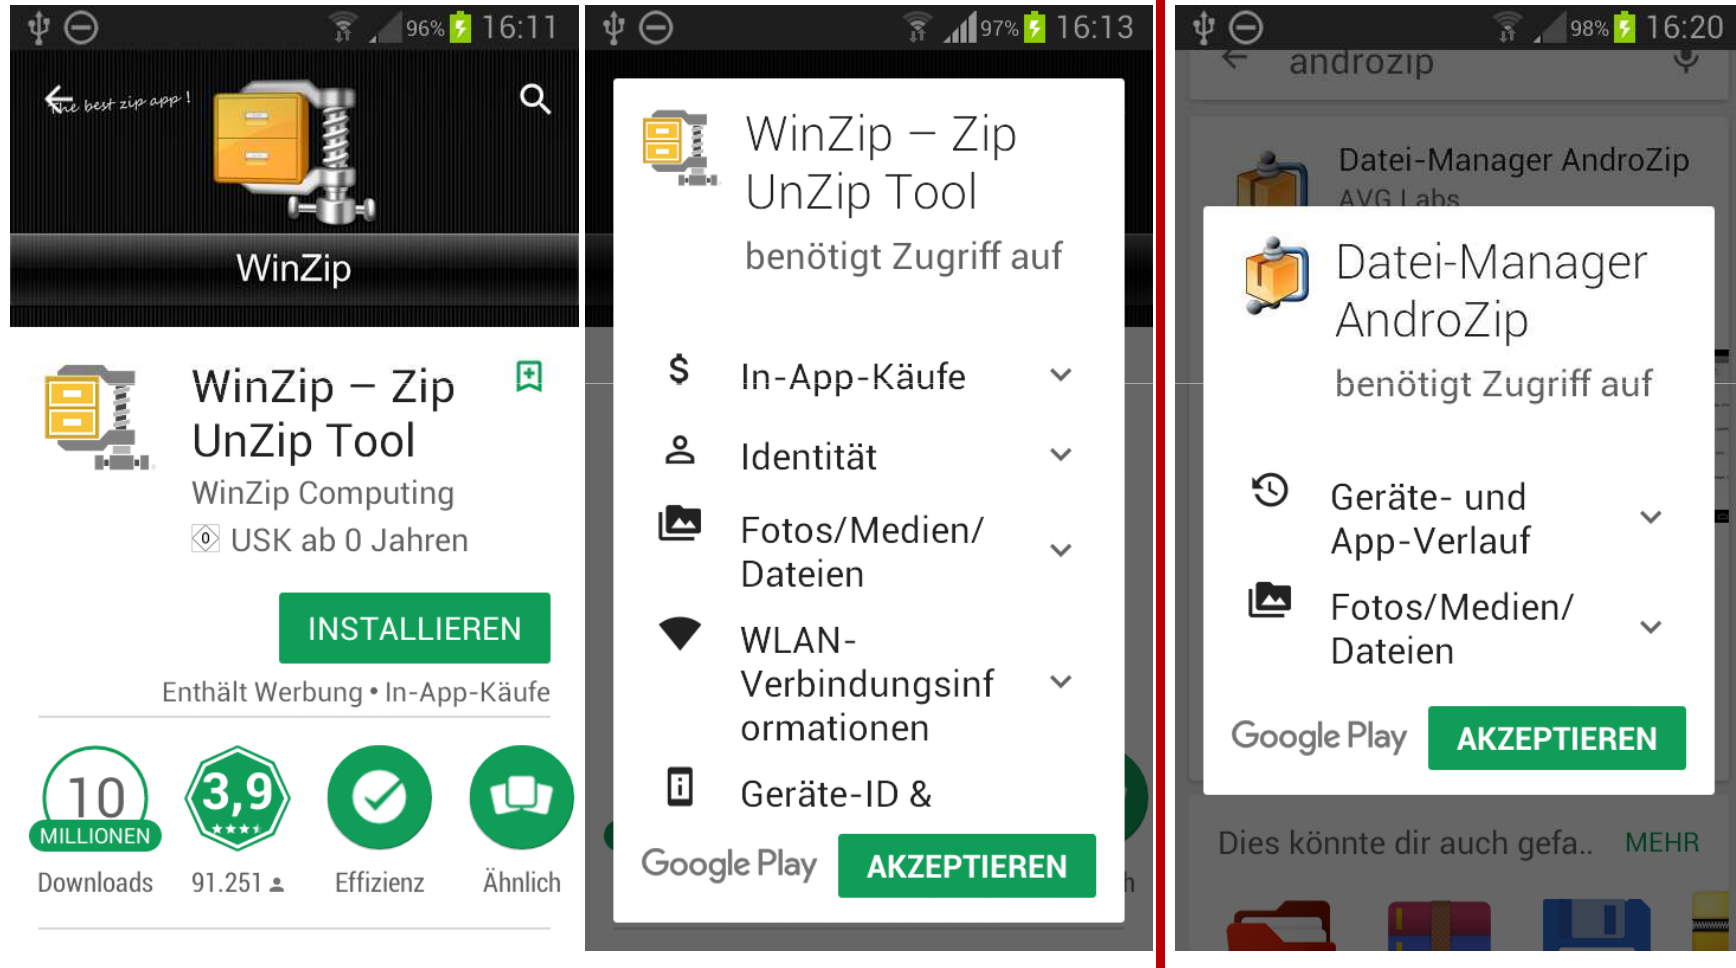 96% 16:11
The best zip app !
WinZip
WinZip – Zip
UnZip Tool
WinZip Computing
0 USK ab 0 Jahren
INSTALLIEREN
Enthält Werbung • In-App-Käufe
10
MILLIONEN
Downloads
3,9
91.251
Effizienz
Ähnlich
97% 16:13
WinZip – Zip
UnZip Tool
benötigt Zugriff auf
In-App-Käufe
Identität
Fotos/Medien/
Dateien
WLAN-
Verbindungsinf
ormationen
Geräte-ID &
Google Play
AKZEPTIEREN
h
98% 16:20
androzip
Datei-Manager AndroZip
AVG Labs
Datei-Manager
AndroZip
benötigt Zugriff auf
Geräte- und
App-Verlauf
Fotos/Medien/
Dateien
Google Play
AKZEPTIEREN
Dies könnte dir auch gefa..
MEHR